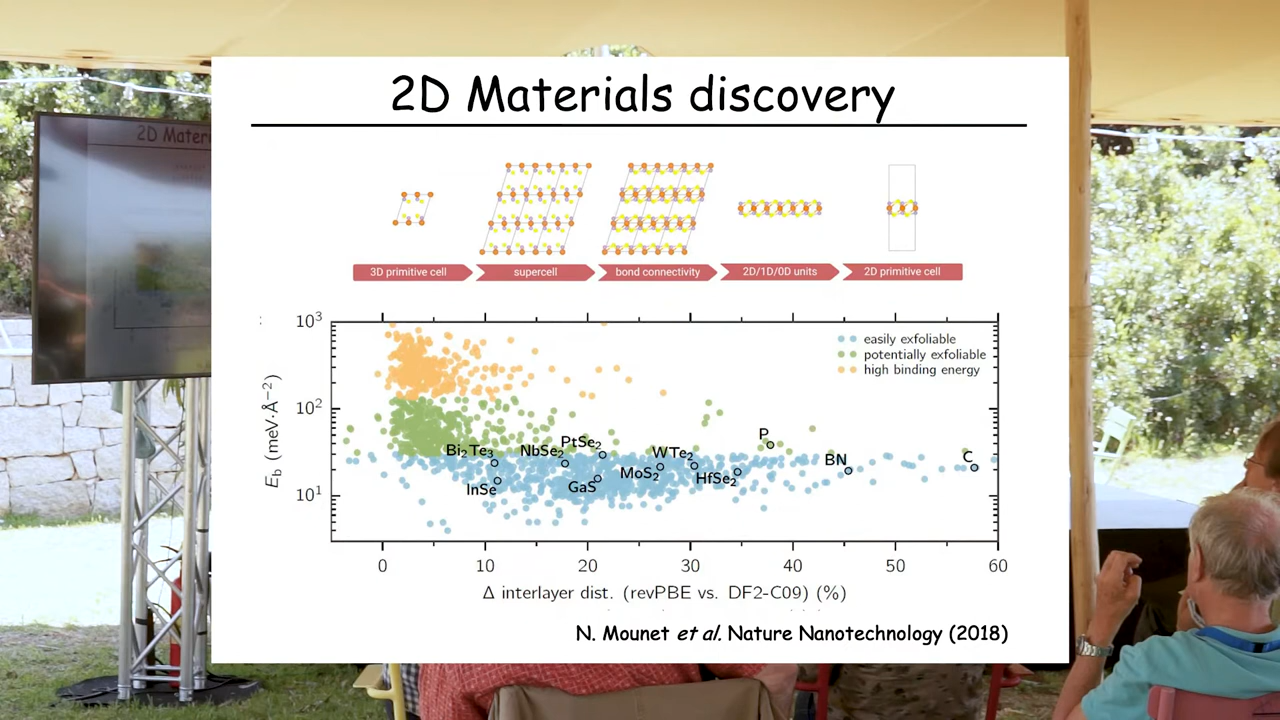 2D Materials discovery
2D Mater
3D primitive cell
supercell
bond connectivity
2D/1D/0D units
2D primitive cell
10³
10²
10¹
E_b (meV·Å⁻²)
easily exfoliable
potentially exfoliable
high binding energy
Bi₂Te₃
NbSe₂
PtSe₂
WTe₂
P
BN
C
InSe
GaS
MoS₂
HfSe₂
0 10 20 30 40 50 60
Δ interlayer dist. (revPBE vs. DF2-C09) (%)
N. Mounet et al. Nature Nanotechnology (2018)